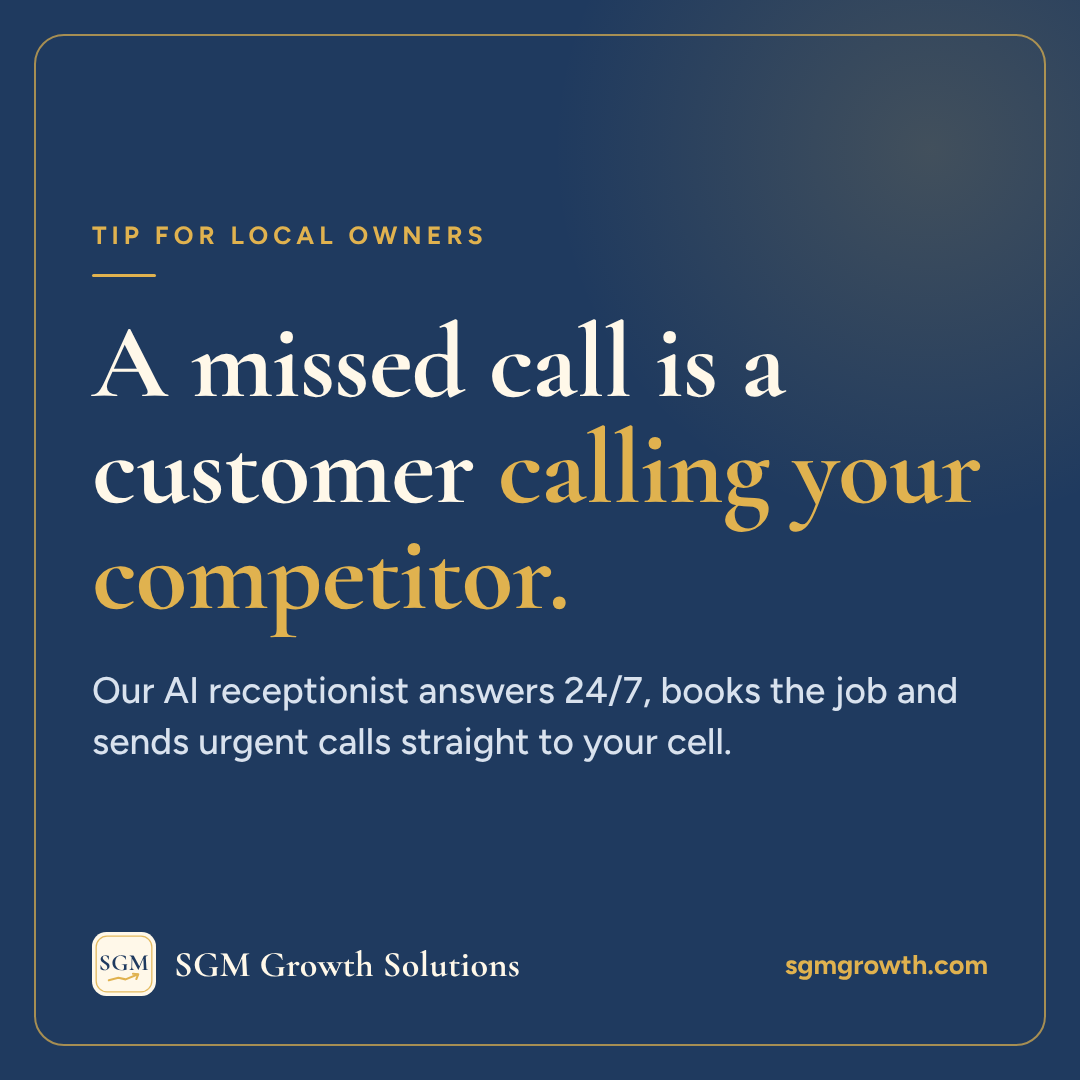 TIP FOR LOCAL OWNERS
A missed call is a
customer calling your
competitor.
Our AI receptionist answers 24/7, books the job and
sends urgent calls straight to your cell.
SGM
SGM Growth Solutions
sgmgrowth.com